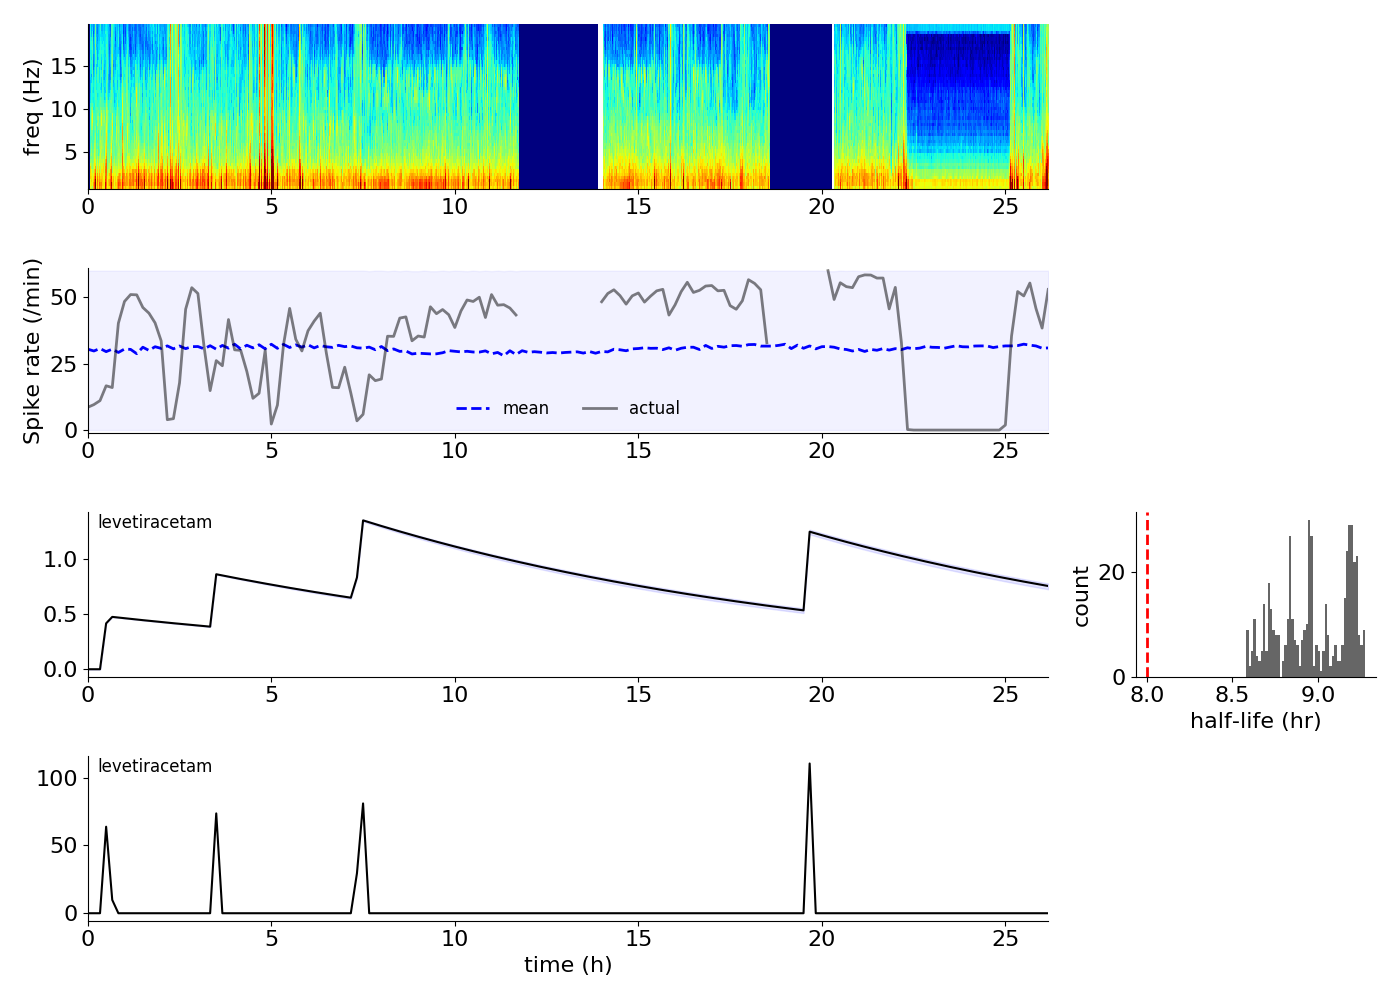 freq (Hz)
15
10
5
0 5 10 15 20 25
Spike rate (/min)
50
25
0
mean actual
0 5 10 15 20 25
levetiracetam
1.0
0.5
0.0
0 5 10 15 20 25
count
20
0
8.0 8.5 9.0
half-life (hr)
levetiracetam
100
50
0
0 5 10 15 20 25
time (h)